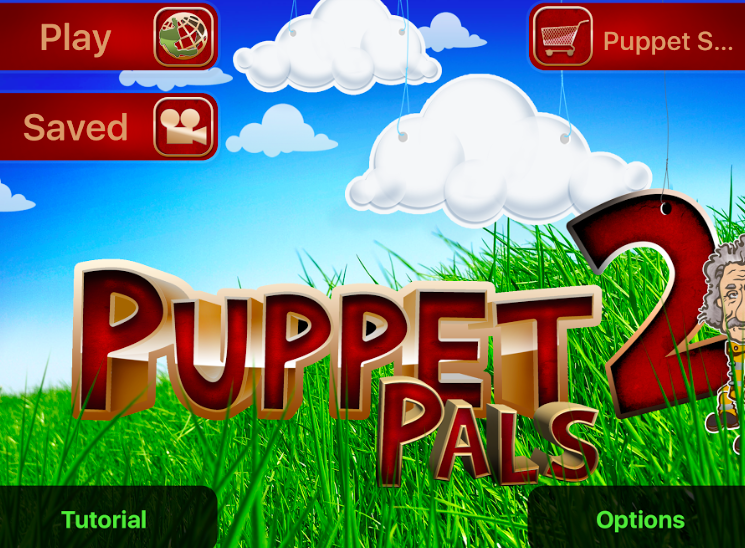 Play
Puppet S...
Saved
PUPPET 2
PALS
Tutorial
Options